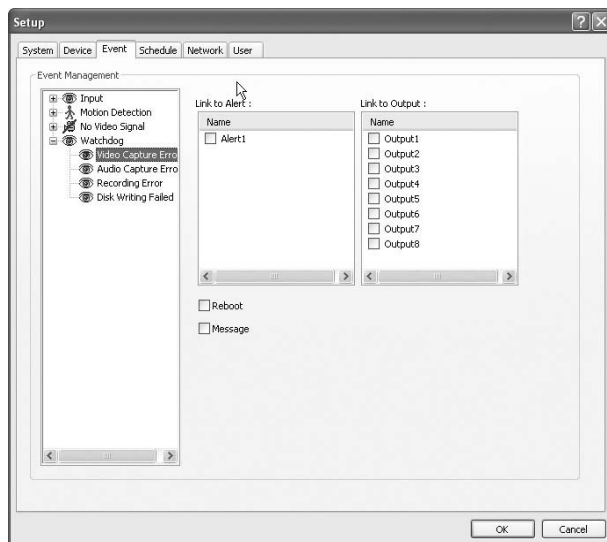 Setup
System Device Event Schedule Network User
Event Management
Input
Motion Detection
No Video Signal
Watchdog
Video Capture Erro
Audio Capture Erro
Recording Error
Disk Writing Failed
Link to Alert :
Name
Alert1
Link to Output :
Name
Output1
Output2
Output3
Output4
Output5
Output6
Output7
Output8
Reboot
Message
OK Cancel